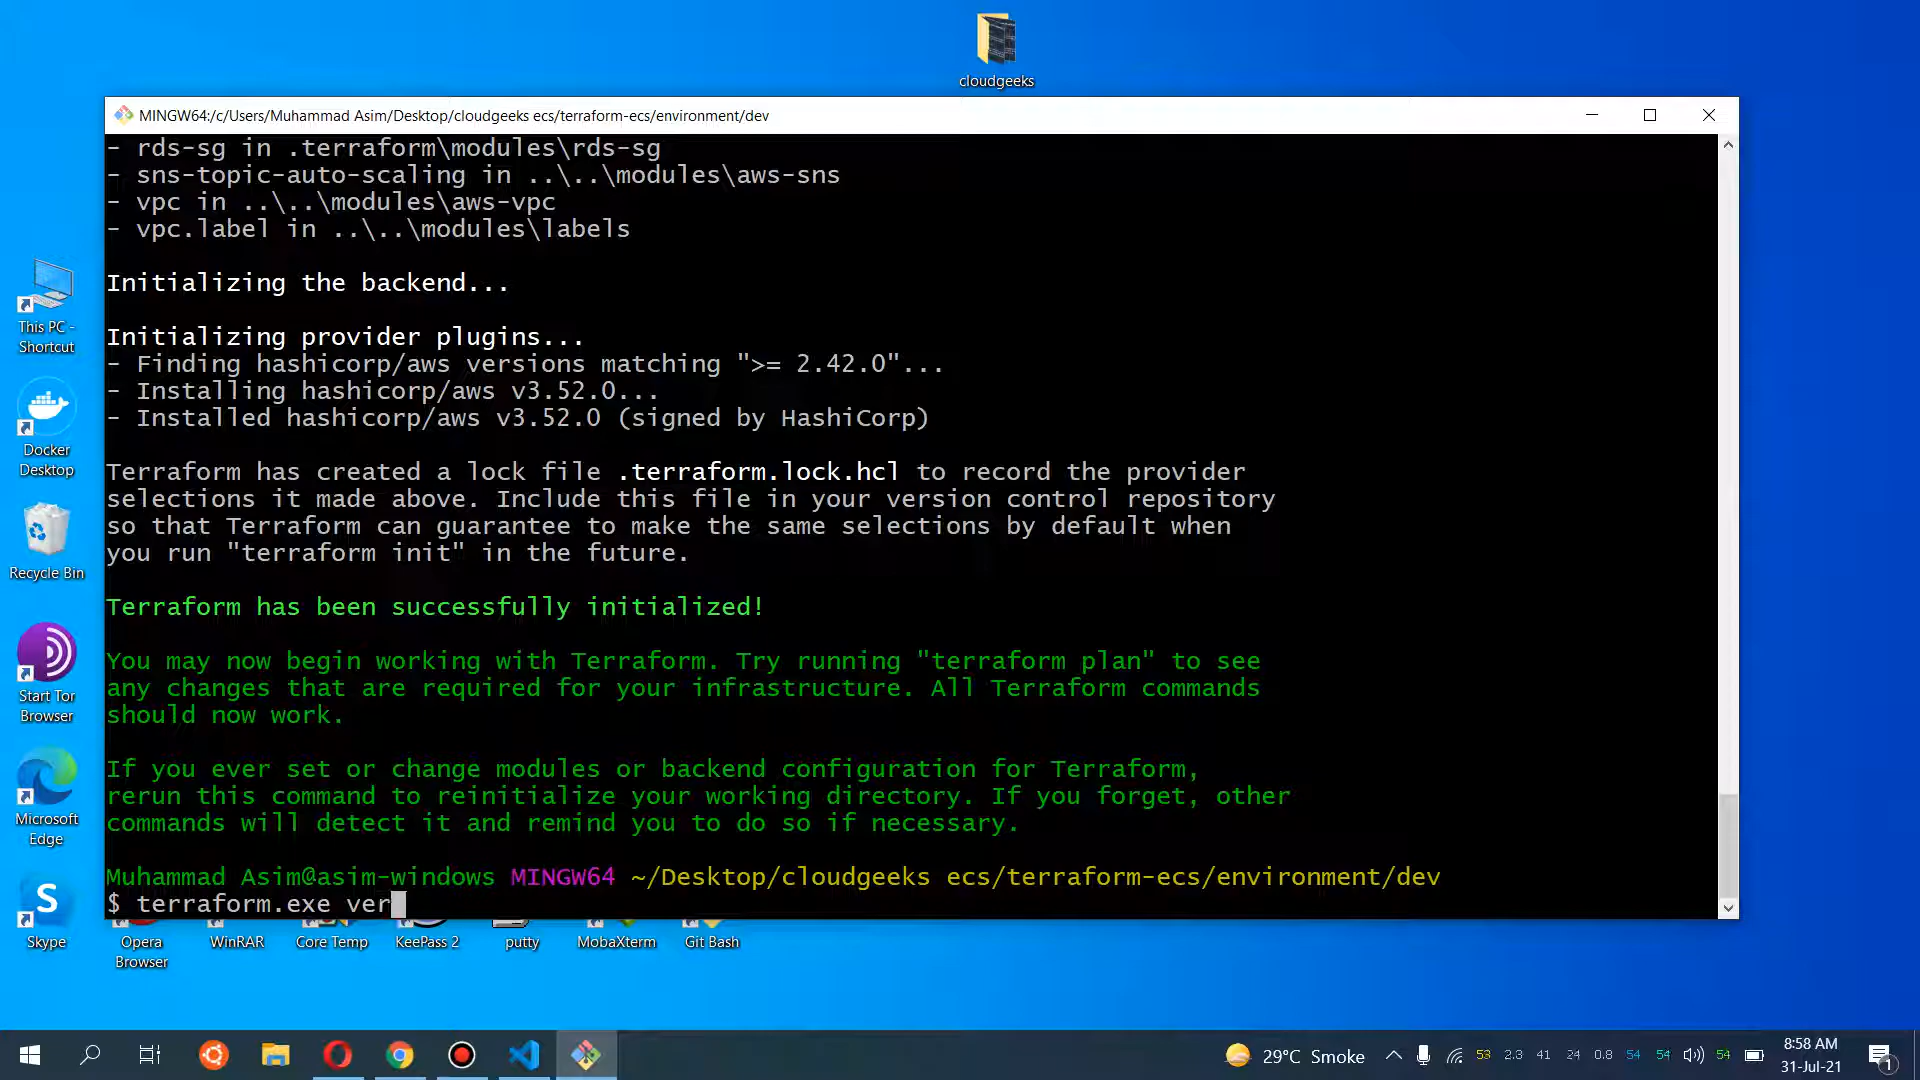 cloudgeeks
MINGW64:/c/Users/Muhammad Asim/Desktop/cloudgeeks ecs/terraform-ecs/environment/dev
- rds-sg in .terraform\modules\rds-sg
- sns-topic-auto-scaling in ..\..\modules\aws-sns
- vpc in ..\..\modules\aws-vpc
- vpc.label in ..\..\modules\labels
Initializing the backend...
Initializing provider plugins...
- Finding hashicorp/aws versions matching ">= 2.42.0"...
- Installing hashicorp/aws v3.52.0...
- Installed hashicorp/aws v3.52.0 (signed by HashiCorp)
Terraform has created a lock file .terraform.lock.hcl to record the provider
selections it made above. Include this file in your version control repository
so that Terraform can guarantee to make the same selections by default when
you run "terraform init" in the future.
Terraform has been successfully initialized!
You may now begin working with Terraform. Try running "terraform plan" to see
any changes that are required for your infrastructure. All Terraform commands
should now work.
If you ever set or change modules or backend configuration for Terraform,
rerun this command to reinitialize your working directory. If you forget, other
commands will detect it and remind you to do so if necessary.
Muhammad Asim@asim-windows MINGW64 ~/Desktop/cloudgeeks ecs/terraform-ecs/environment/dev
$ terraform.exe ver
This PC -
Shortcut
Docker
Desktop
Recycle Bin
Start Tor
Browser
Microsoft
Edge
Skype
Opera
Browser
WinRAR
Core Temp
KeePass 2
putty
MobaXterm
Git Bash
29°C Smoke
53 2.3 41 24 0.8 54 54 54
8:58 AM
31-Jul-21
1